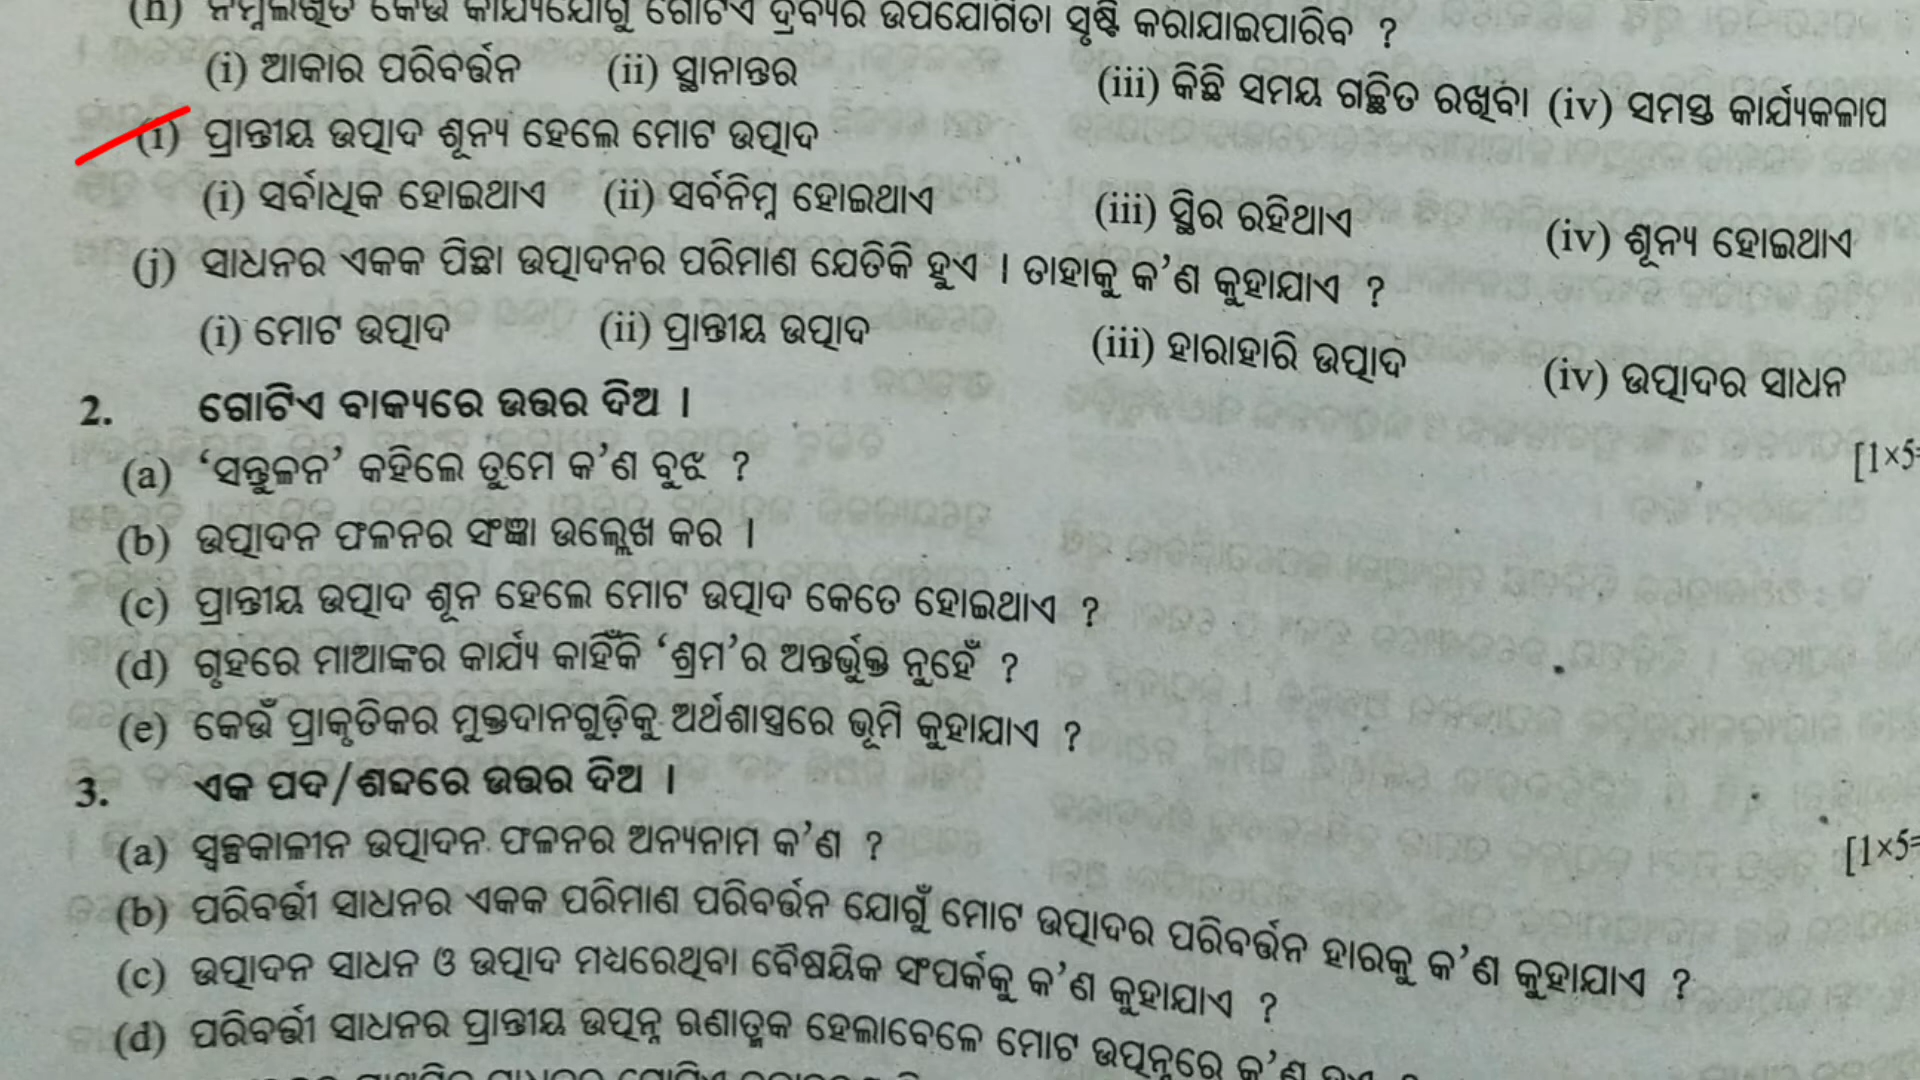 (h) ନିମ୍ନଲିଖିତ କେଉଁ କାର୍ଯ୍ୟଯୋଗୁଁ ଗୋଟିଏ ଦ୍ରବ୍ୟର ଉପଯୋଗିତା ସୃଷ୍ଟି କରାଯାଇପାରିବ ?
(i) ଆକାର ପରିବର୍ତ୍ତନ (ii) ସ୍ଥାନାନ୍ତର (iii) କିଛି ସମୟ ଗଚ୍ଛିତ ରଖିବା (iv) ସମସ୍ତ କାର୍ଯ୍ୟକଳାପ
(i) ପ୍ରାନ୍ତୀୟ ଉତ୍ପାଦ ଶୂନ୍ୟ ହେଲେ ମୋଟ ଉତ୍ପାଦ
(i) ସର୍ବାଧିକ ହୋଇଥାଏ (ii) ସର୍ବନିମ୍ନ ହୋଇଥାଏ (iii) ସ୍ଥିର ରହିଥାଏ (iv) ଶୂନ୍ୟ ହୋଇଥାଏ
(j) ସାଧନର ଏକକ ପିଛା ଉତ୍ପାଦନର ପରିମାଣ ଯେତିକି ହୁଏ । ତାହାକୁ କ'ଣ କୁହାଯାଏ ?
(i) ମୋଟ ଉତ୍ପାଦ (ii) ପ୍ରାନ୍ତୀୟ ଉତ୍ପାଦ (iii) ହାରାହାରି ଉତ୍ପାଦ (iv) ଉତ୍ପାଦର ସାଧନ
2. ଗୋଟିଏ ବାକ୍ୟରେ ଉତ୍ତର ଦିଅ । [1×5=
(a) 'ସନ୍ତୁଳନ' କହିଲେ ତୁମେ କ'ଣ ବୁଝ ?
(b) ଉତ୍ପାଦନ ଫଳନର ସଂଜ୍ଞା ଉଲ୍ଲେଖ କର ।
(c) ପ୍ରାନ୍ତୀୟ ଉତ୍ପାଦ ଶୂନ ହେଲେ ମୋଟ ଉତ୍ପାଦ କେତେ ହୋଇଥାଏ ?
(d) ଗୃହରେ ମାଆଙ୍କର କାର୍ଯ୍ୟ କାହିଁକି 'ଶ୍ରମ'ର ଅନ୍ତର୍ଭୁକ୍ତ ନୁହେଁ ?
(e) କେଉଁ ପ୍ରାକୃତିକର ମୁକ୍ତଦାନଗୁଡ଼ିକୁ ଅର୍ଥଶାସ୍ତ୍ରରେ ଭୂମି କୁହାଯାଏ ?
3. ଏକ ପଦ/ଶବ୍ଦରେ ଉତ୍ତର ଦିଅ । [1×5=
(a) ସ୍ୱଳ୍ପକାଳୀନ ଉତ୍ପାଦନ ଫଳନର ଅନ୍ୟନାମ କ'ଣ ?
(b) ପରିବର୍ତ୍ତୀ ସାଧନର ଏକକ ପରିମାଣ ପରିବର୍ତ୍ତନ ଯୋଗୁଁ ମୋଟ ଉତ୍ପାଦର ପରିବର୍ତ୍ତନ ହାରକୁ କ'ଣ କୁହାଯାଏ ?
(c) ଉତ୍ପାଦନ ସାଧନ ଓ ଉତ୍ପାଦ ମଧ୍ୟରେଥିବା ବୈଷୟିକ ସଂପର୍କକୁ କ'ଣ କୁହାଯାଏ ?
(d) ପରିବର୍ତ୍ତୀ ସାଧନର ପ୍ରାନ୍ତୀୟ ଉତ୍ପନ୍ନ ଋଣାତ୍ମକ ହେଲାବେଳେ ମୋଟ ଉତ୍ପନ୍ନରେ କ'ଣ ହୁଏ ?